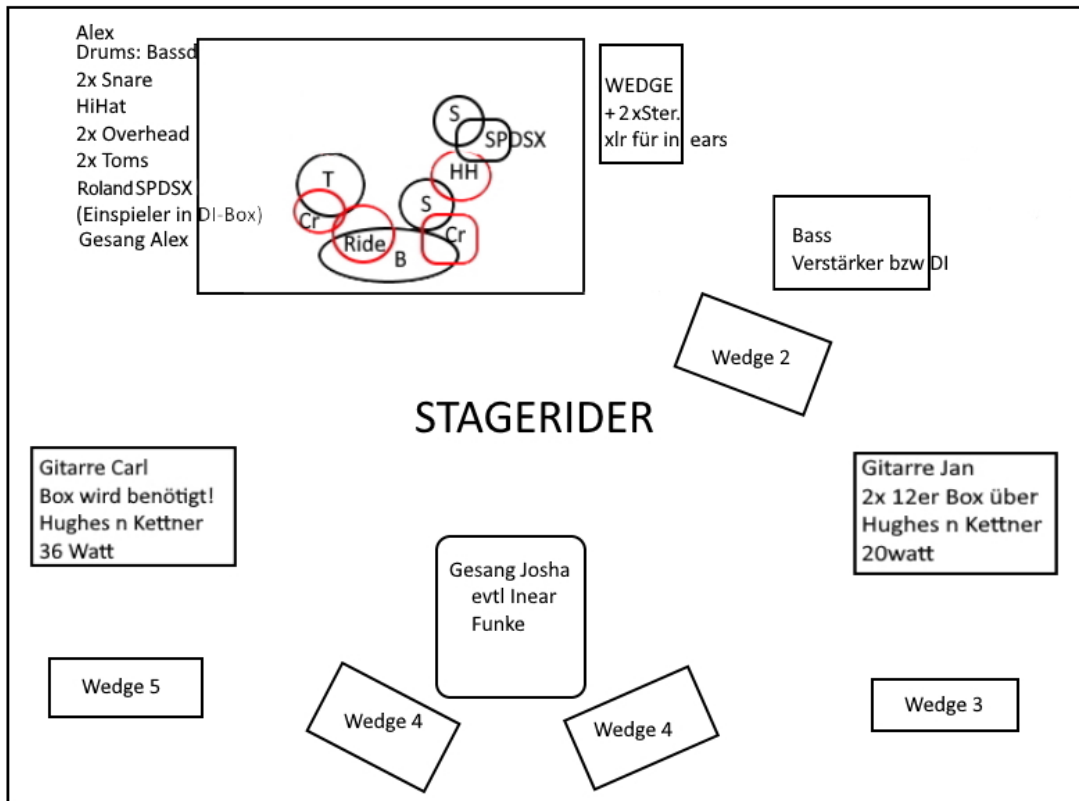 Alex
Drums: Bassd
2x Snare
HiHat
2x Overhead
2x Toms
Roland SPDSX
(Einspieler in DI-Box)
Gesang Alex
S
SPDSX
HH
T
S
Cr
Cr
Ride
B
WEDGE
+ 2xSter.
xlr für in ears
Bass
Verstärker bzw DI
Wedge 2
STAGERIDER
Gitarre Carl
Box wird benötigt!
Hughes n Kettner
36 Watt
Gitarre Jan
2x 12er Box über
Hughes n Kettner
20watt
Gesang Josha
evtl Inear
Funke
Wedge 5
Wedge 4
Wedge 4
Wedge 3